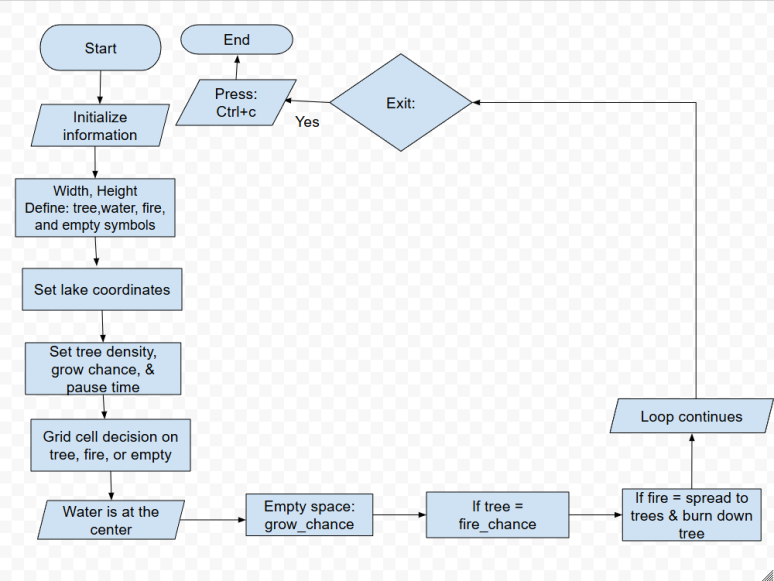 Start
End
Press:
Ctrl+c
Exit:
Yes
Initialize
information
Width, Height
Define: tree,water, fire,
and empty symbols
Set lake coordinates
Set tree density,
grow chance, &
pause time
Grid cell decision on
tree, fire, or empty
Water is at the
center
Empty space:
grow_chance
If tree =
fire_chance
If fire = spread to
trees & burn down
tree
Loop continues